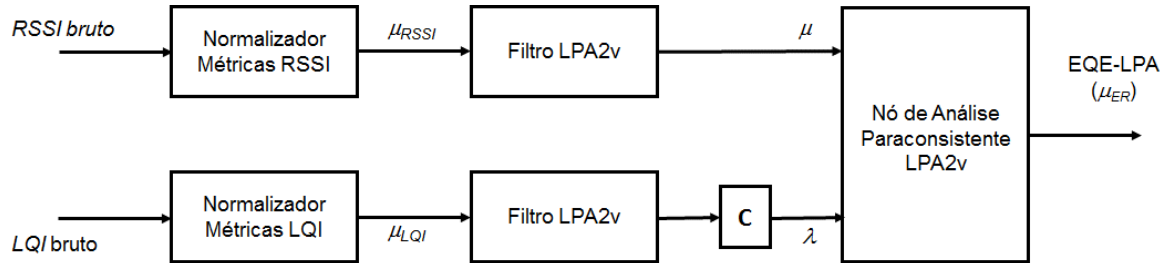 RSSI bruto
Normalizador
Métricas RSSI
μRSSI
Filtro LPA2v
μ
Nó de Análise
Paraconsistente
LPA2v
EQE-LPA
(μER)
LQI bruto
Normalizador
Métricas LQI
μLQI
Filtro LPA2v
C
λ